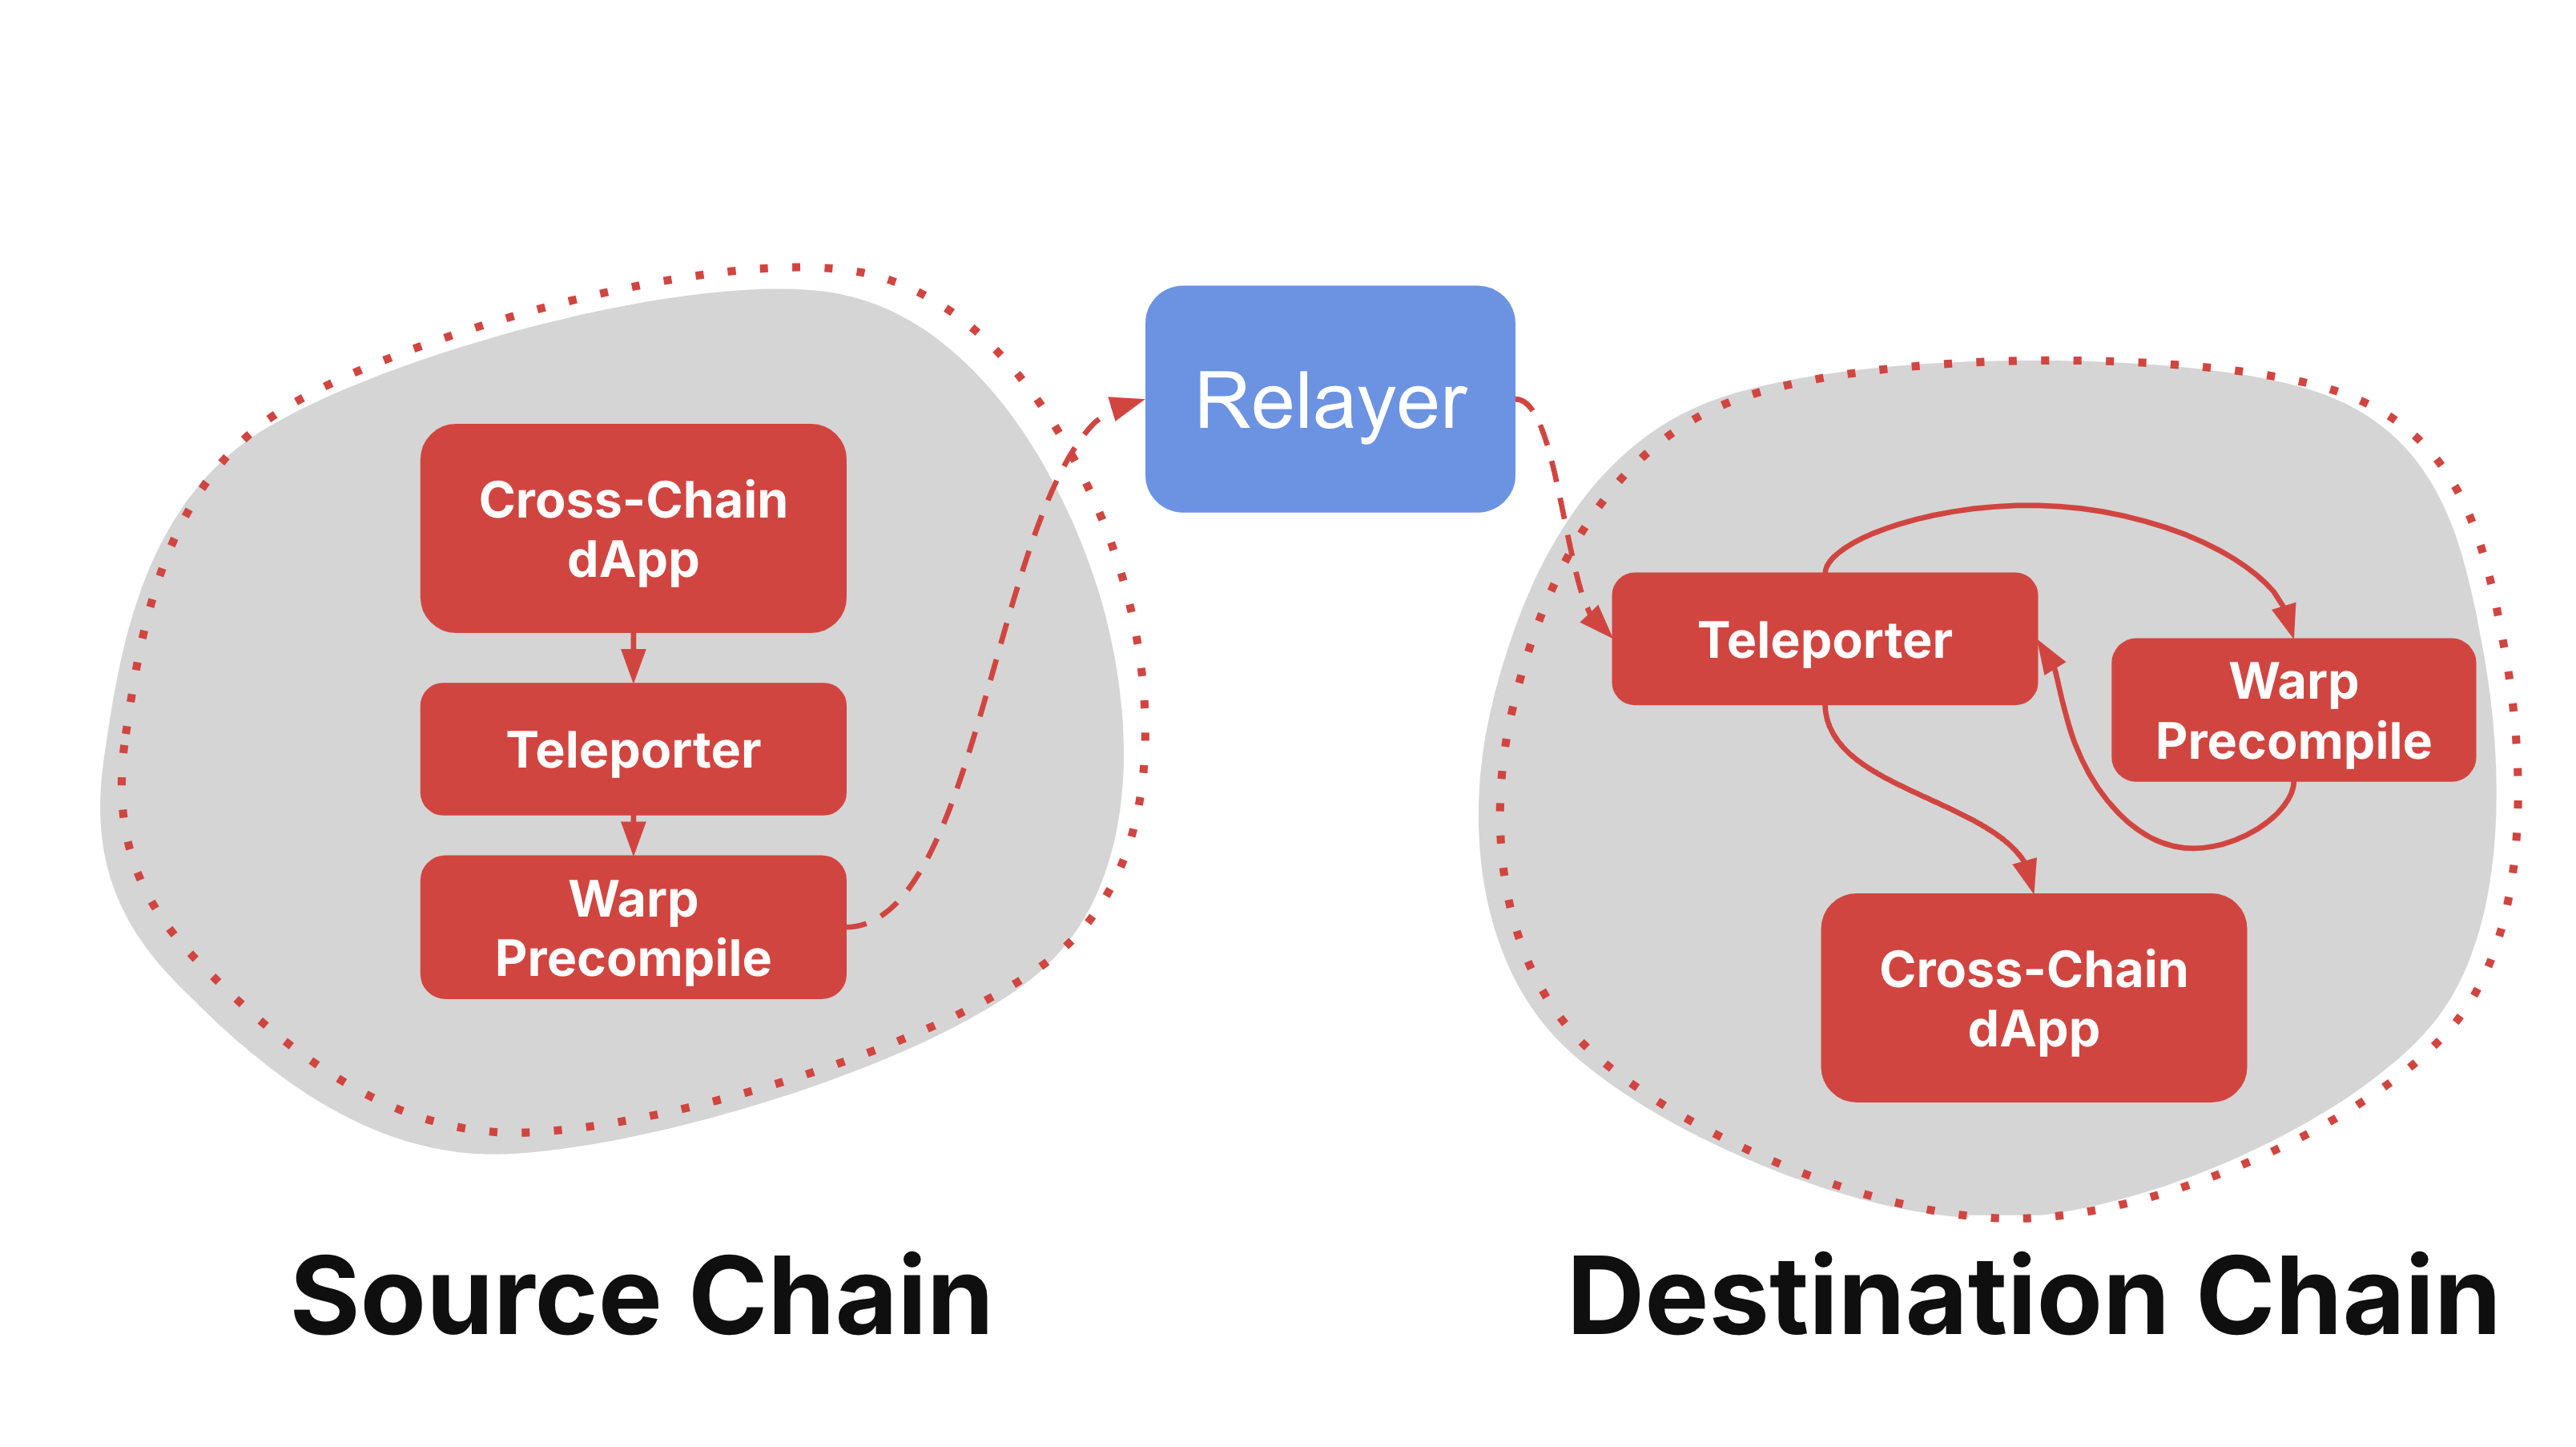 Cross-Chain
dApp
Teleporter
Warp
Precompile
Relayer
Teleporter
Warp
Precompile
Cross-Chain
dApp
Source Chain
Destination Chain